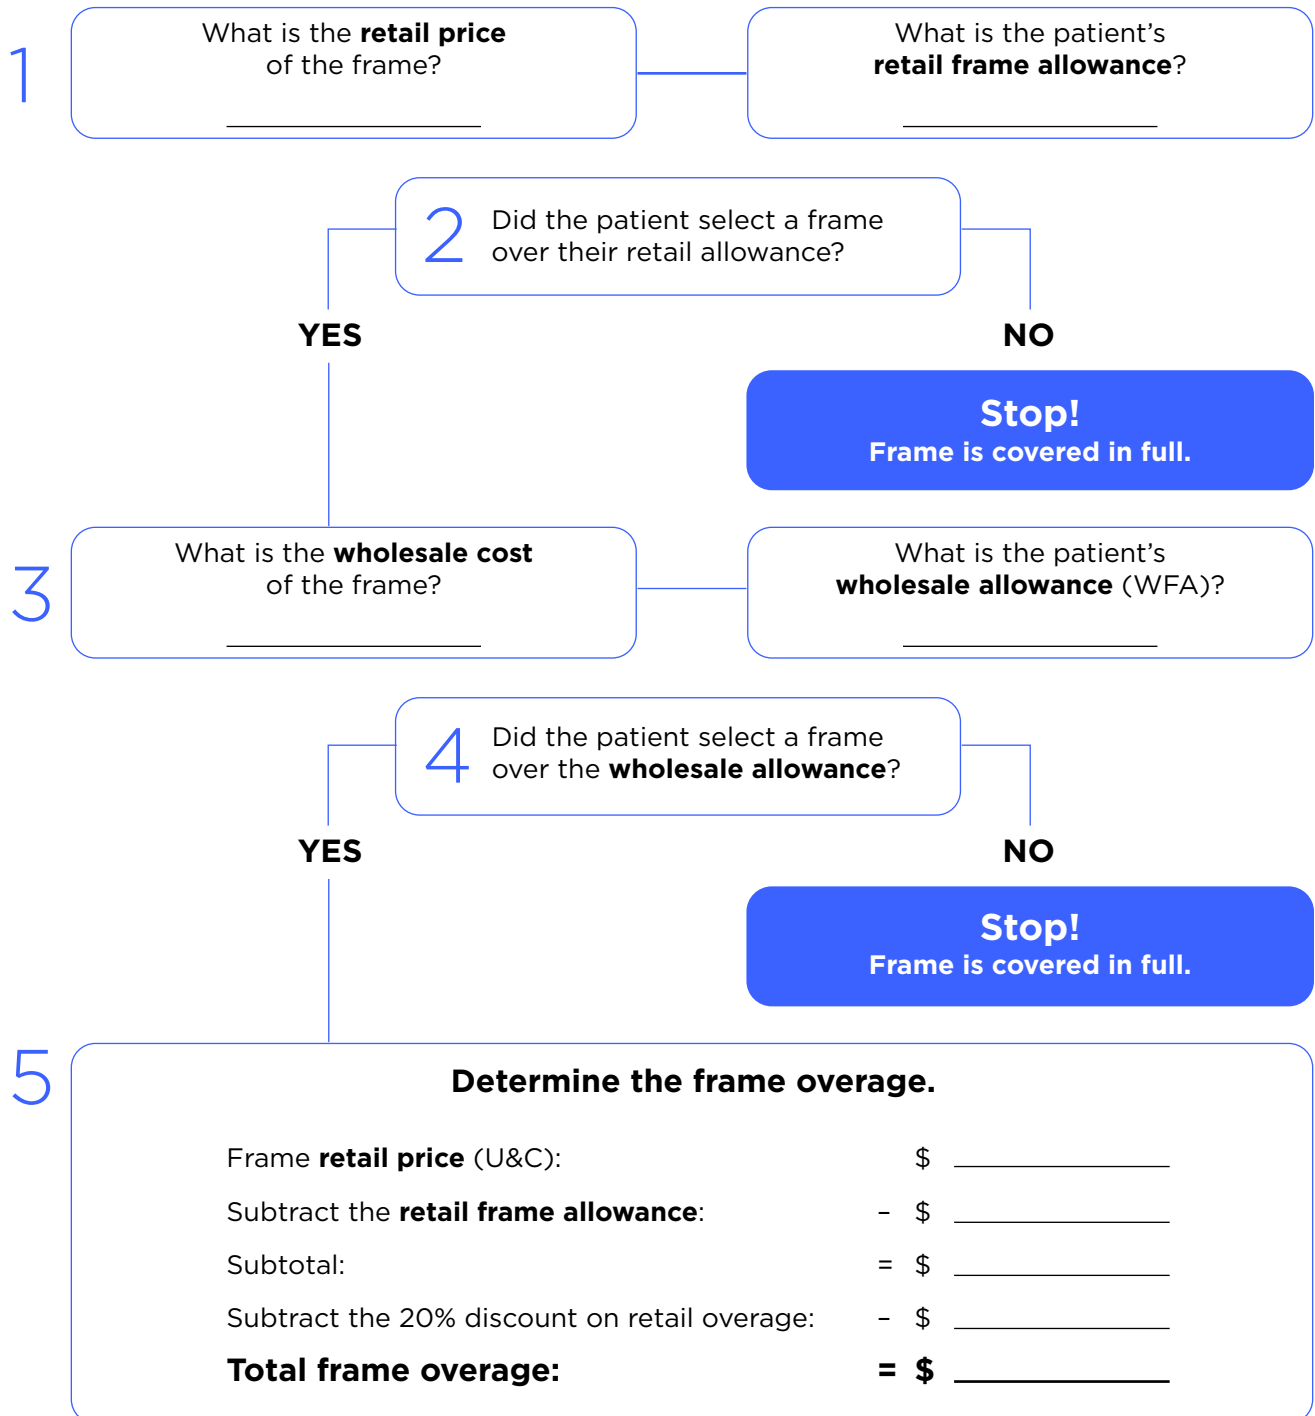 1
What is the retail price
of the frame?
What is the patient's
retail frame allowance?
2
Did the patient select a frame
over their retail allowance?
YES
NO
Stop!
Frame is covered in full.
3
What is the wholesale cost
of the frame?
What is the patient's
wholesale allowance (WFA)?
4
Did the patient select a frame
over the wholesale allowance?
YES
NO
Stop!
Frame is covered in full.
5
Determine the frame overage.
Frame retail price (U&C): $
Subtract the retail frame allowance: – $
Subtotal: = $
Subtract the 20% discount on retail overage: – $
Total frame overage: = $